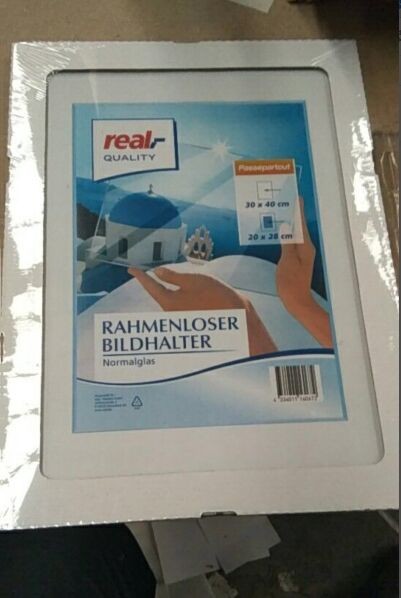 real,-
QUALITY
Passepartout
30 x 40 cm
20 x 28 cm
RAHMENLOSER
BILDHALTER
Normalglas